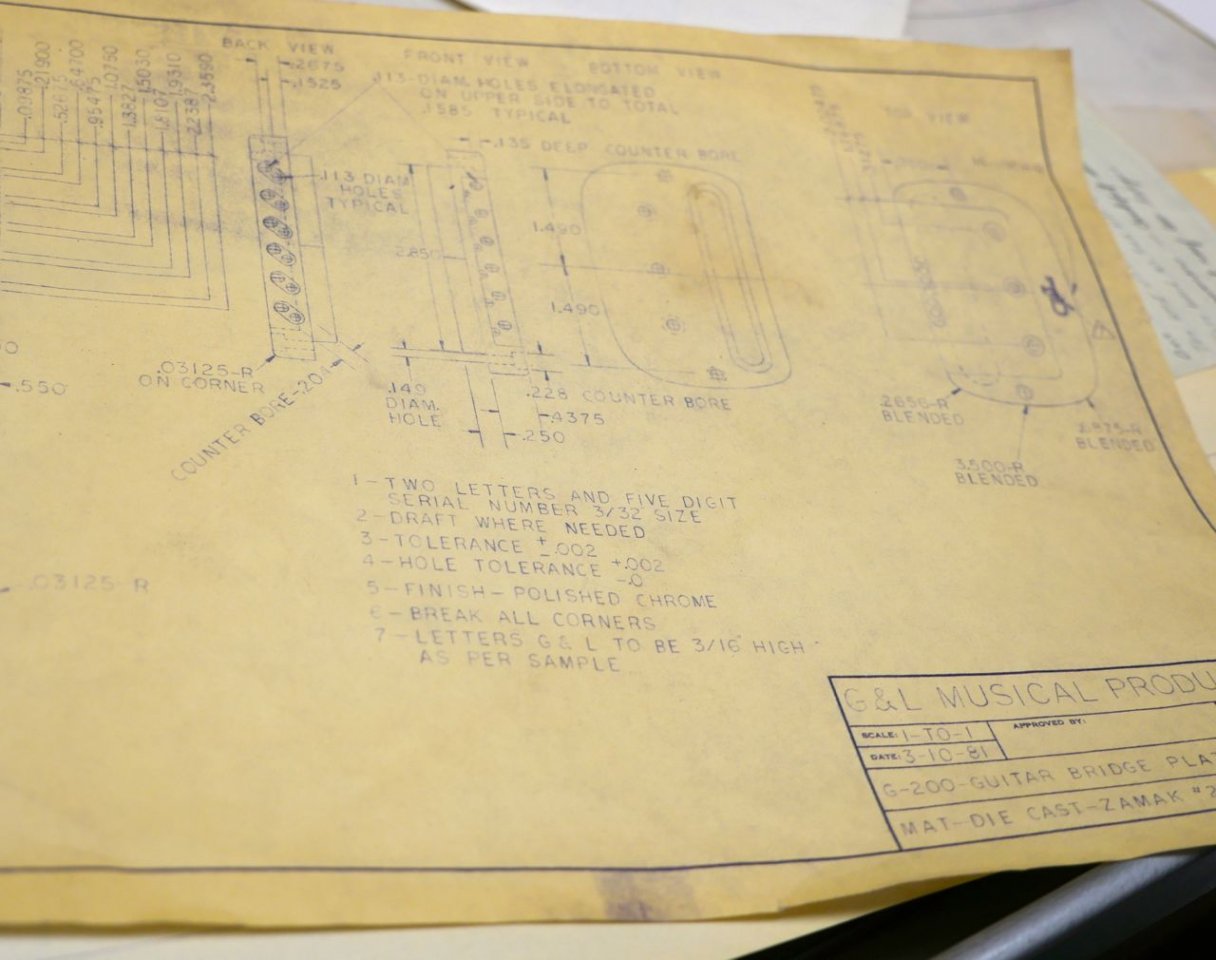 BACK VIEW
FRONT VIEW
BOTTOM VIEW
TOP VIEW
.09875
.21900
.52675
.64700
.95475
1.0750
1.3827
1.5030
1.8107
1.9310
2.2387
2.3590
.2675
.1525
.113-DIAM. HOLES ELONGATED
ON UPPER SIDE TO TOTAL
.1585 TYPICAL
.135 DEEP COUNTER BORE
.113 DIAM
HOLES
TYPICAL
2.850
1.490
1.490
.550
.03125-R
ON CORNER
COUNTER BORE-.201
.149
DIAM.
HOLE
.228 COUNTER BORE
.4375
.250
BLENDED
3.500-R
BLENDED
BLENDED
.03125-R
1-TWO LETTERS AND FIVE DIGIT
SERIAL NUMBER 3/32 SIZE
2-DRAFT WHERE NEEDED
3-TOLERANCE ±.002
4-HOLE TOLERANCE +.002
-.0
5-FINISH-POLISHED CHROME
6-BREAK ALL CORNERS
7-LETTERS G&L TO BE 3/16" HIGH
AS PER SAMPLE
G&L MUSICAL PRODU
SCALE: 1-TO-1
APPROVED BY:
DATE: 3-10-81
G-200-GUITAR BRIDGE PLAT
MAT-DIE CAST-ZAMAK #2